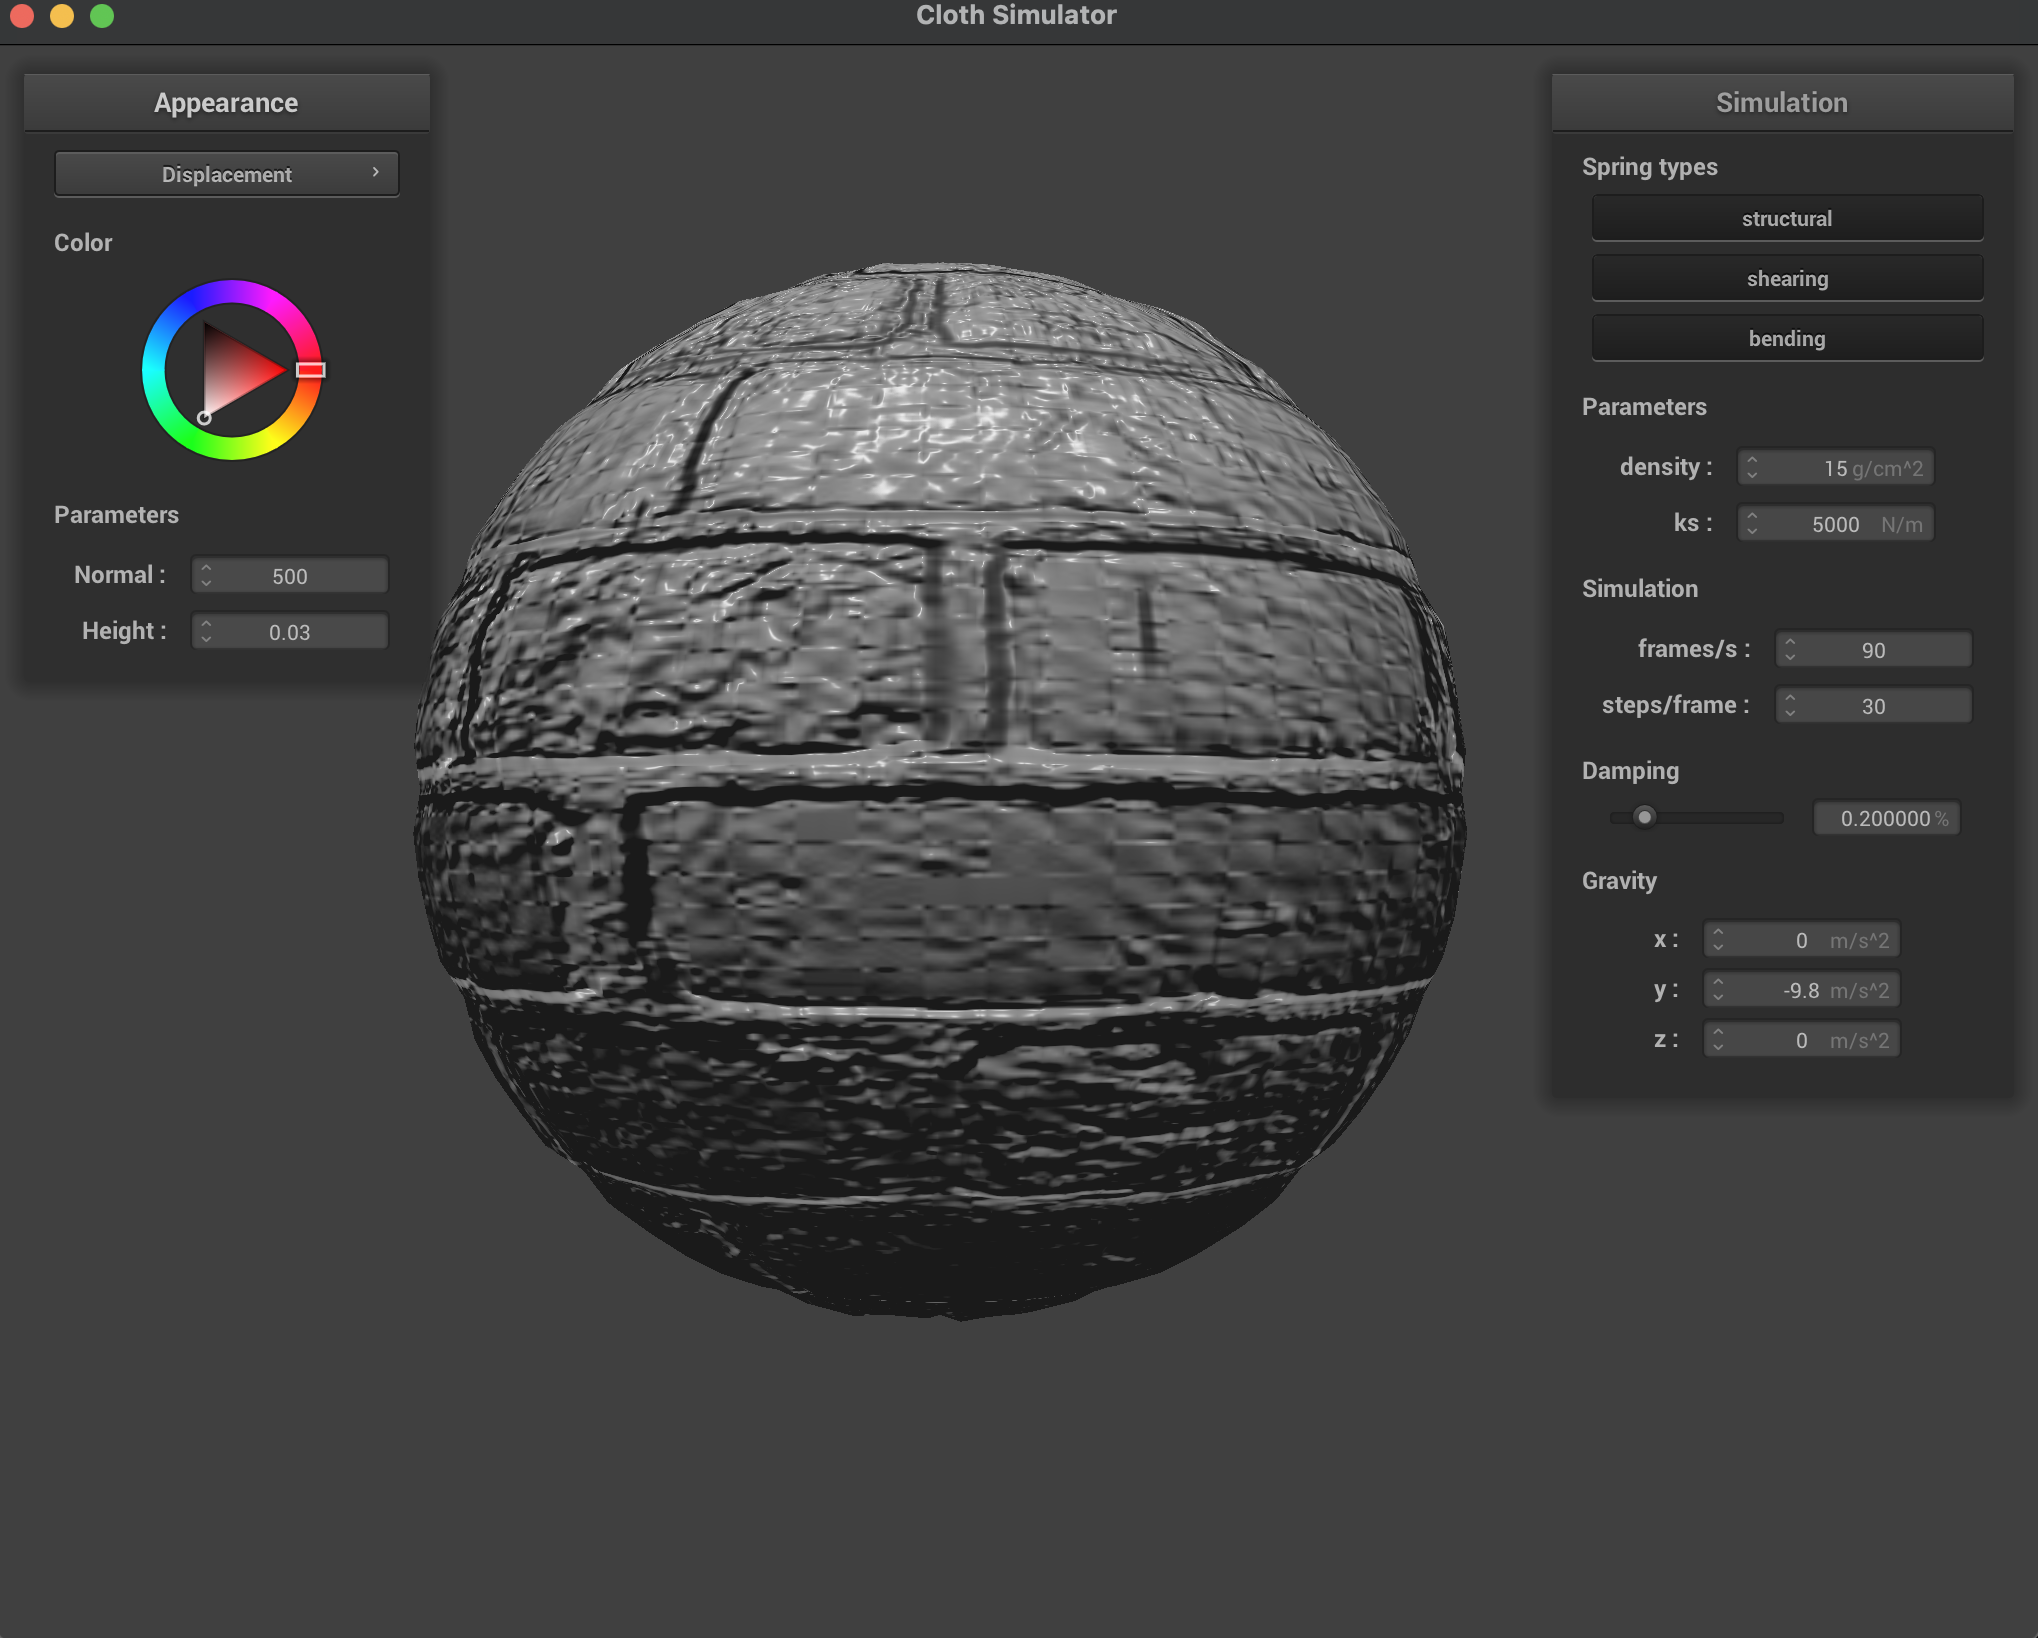 Cloth Simulator
Appearance
Displacement
Color
Parameters
Normal : 500
Height : 0.03
Simulation
Spring types
structural
shearing
bending
Parameters
density : 15 g/cm^2
ks : 5000 N/m
Simulation
frames/s : 90
steps/frame : 30
Damping
0.200000 %
Gravity
x : 0 m/s^2
y : -9.8 m/s^2
z : 0 m/s^2